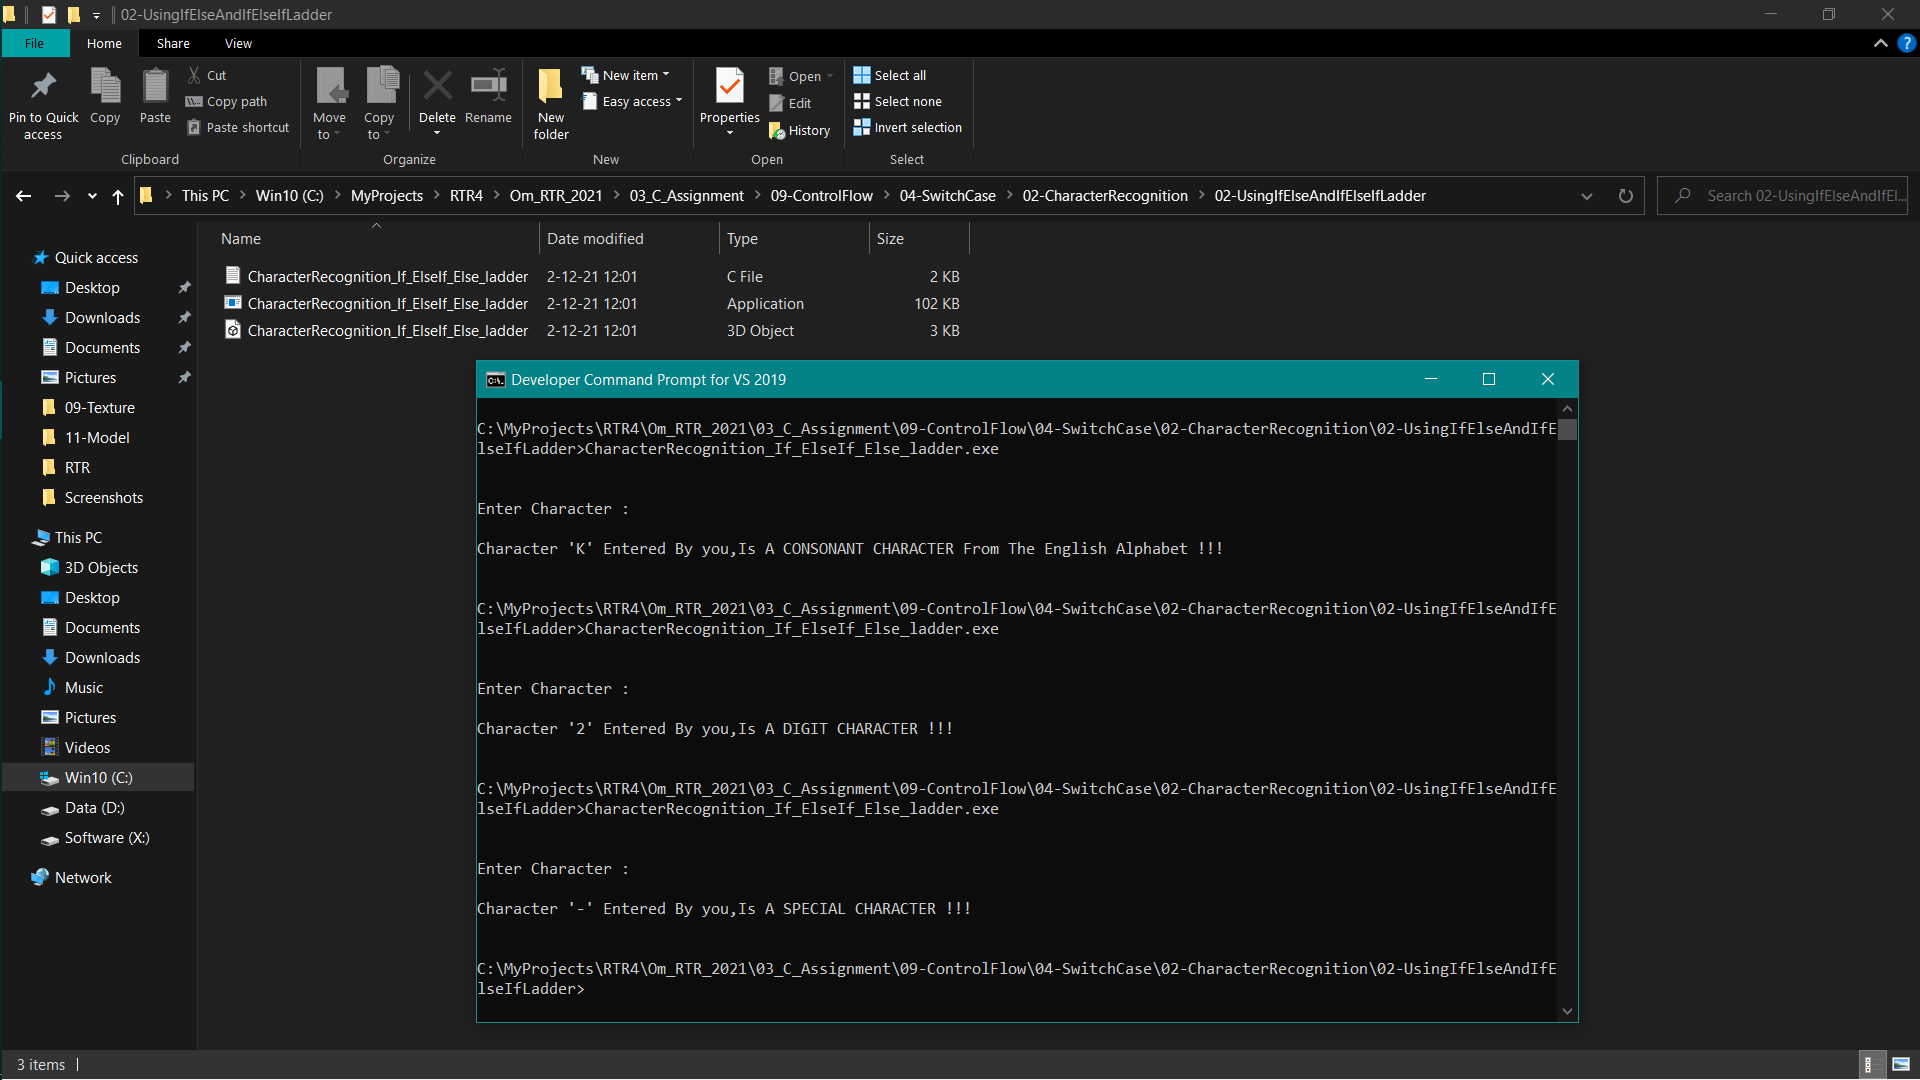 02-UsingIfElseAndIfElseIfLadder
File Home Share View
Pin to Quick access
Copy
Paste
Cut
Copy path
Paste shortcut
Clipboard
Move to
Copy to
Delete
Rename
Organize
New folder
New item
Easy access
New
Properties
Open
Edit
History
Open
Select all
Select none
Invert selection
Select
This PC > Win10 (C:) > MyProjects > RTR4 > Om_RTR_2021 > 03_C_Assignment > 09-ControlFlow > 04-SwitchCase > 02-CharacterRecognition > 02-UsingIfElseAndIfElseIfLadder
Search 02-UsingIfElseAndIfEl...
Name Date modified Type Size
CharacterRecognition_If_ElseIf_Else_ladder 2-12-21 12:01 C File 2 KB
CharacterRecognition_If_ElseIf_Else_ladder 2-12-21 12:01 Application 102 KB
CharacterRecognition_If_ElseIf_Else_ladder 2-12-21 12:01 3D Object 3 KB
Quick access
Desktop
Downloads
Documents
Pictures
09-Texture
11-Model
RTR
Screenshots
This PC
3D Objects
Desktop
Documents
Downloads
Music
Pictures
Videos
Win10 (C:)
Data (D:)
Software (X:)
Network
C:\. Developer Command Prompt for VS 2019
C:\MyProjects\RTR4\Om_RTR_2021\03_C_Assignment\09-ControlFlow\04-SwitchCase\02-CharacterRecognition\02-UsingIfElseAndIfE
lseIfLadder>CharacterRecognition_If_ElseIf_Else_ladder.exe
Enter Character :
Character 'K' Entered By you,Is A CONSONANT CHARACTER From The English Alphabet !!!
C:\MyProjects\RTR4\Om_RTR_2021\03_C_Assignment\09-ControlFlow\04-SwitchCase\02-CharacterRecognition\02-UsingIfElseAndIfE
lseIfLadder>CharacterRecognition_If_ElseIf_Else_ladder.exe
Enter Character :
Character '2' Entered By you,Is A DIGIT CHARACTER !!!
C:\MyProjects\RTR4\Om_RTR_2021\03_C_Assignment\09-ControlFlow\04-SwitchCase\02-CharacterRecognition\02-UsingIfElseAndIfE
lseIfLadder>CharacterRecognition_If_ElseIf_Else_ladder.exe
Enter Character :
Character '-' Entered By you,Is A SPECIAL CHARACTER !!!
C:\MyProjects\RTR4\Om_RTR_2021\03_C_Assignment\09-ControlFlow\04-SwitchCase\02-CharacterRecognition\02-UsingIfElseAndIfE
lseIfLadder>
3 items